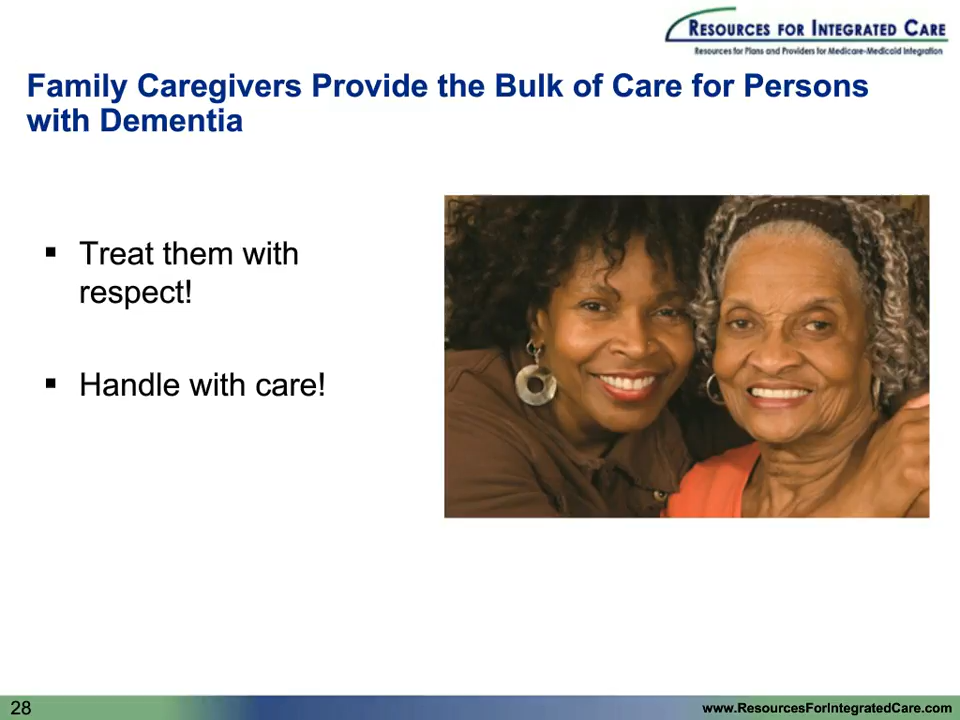 RESOURCES FOR INTEGRATED CARE
Resources for Plans and Providers for Medicare-Medicaid Integration
Family Caregivers Provide the Bulk of Care for Persons
with Dementia
▪ Treat them with
respect!
▪ Handle with care!
28
www.ResourcesForIntegratedCare.com